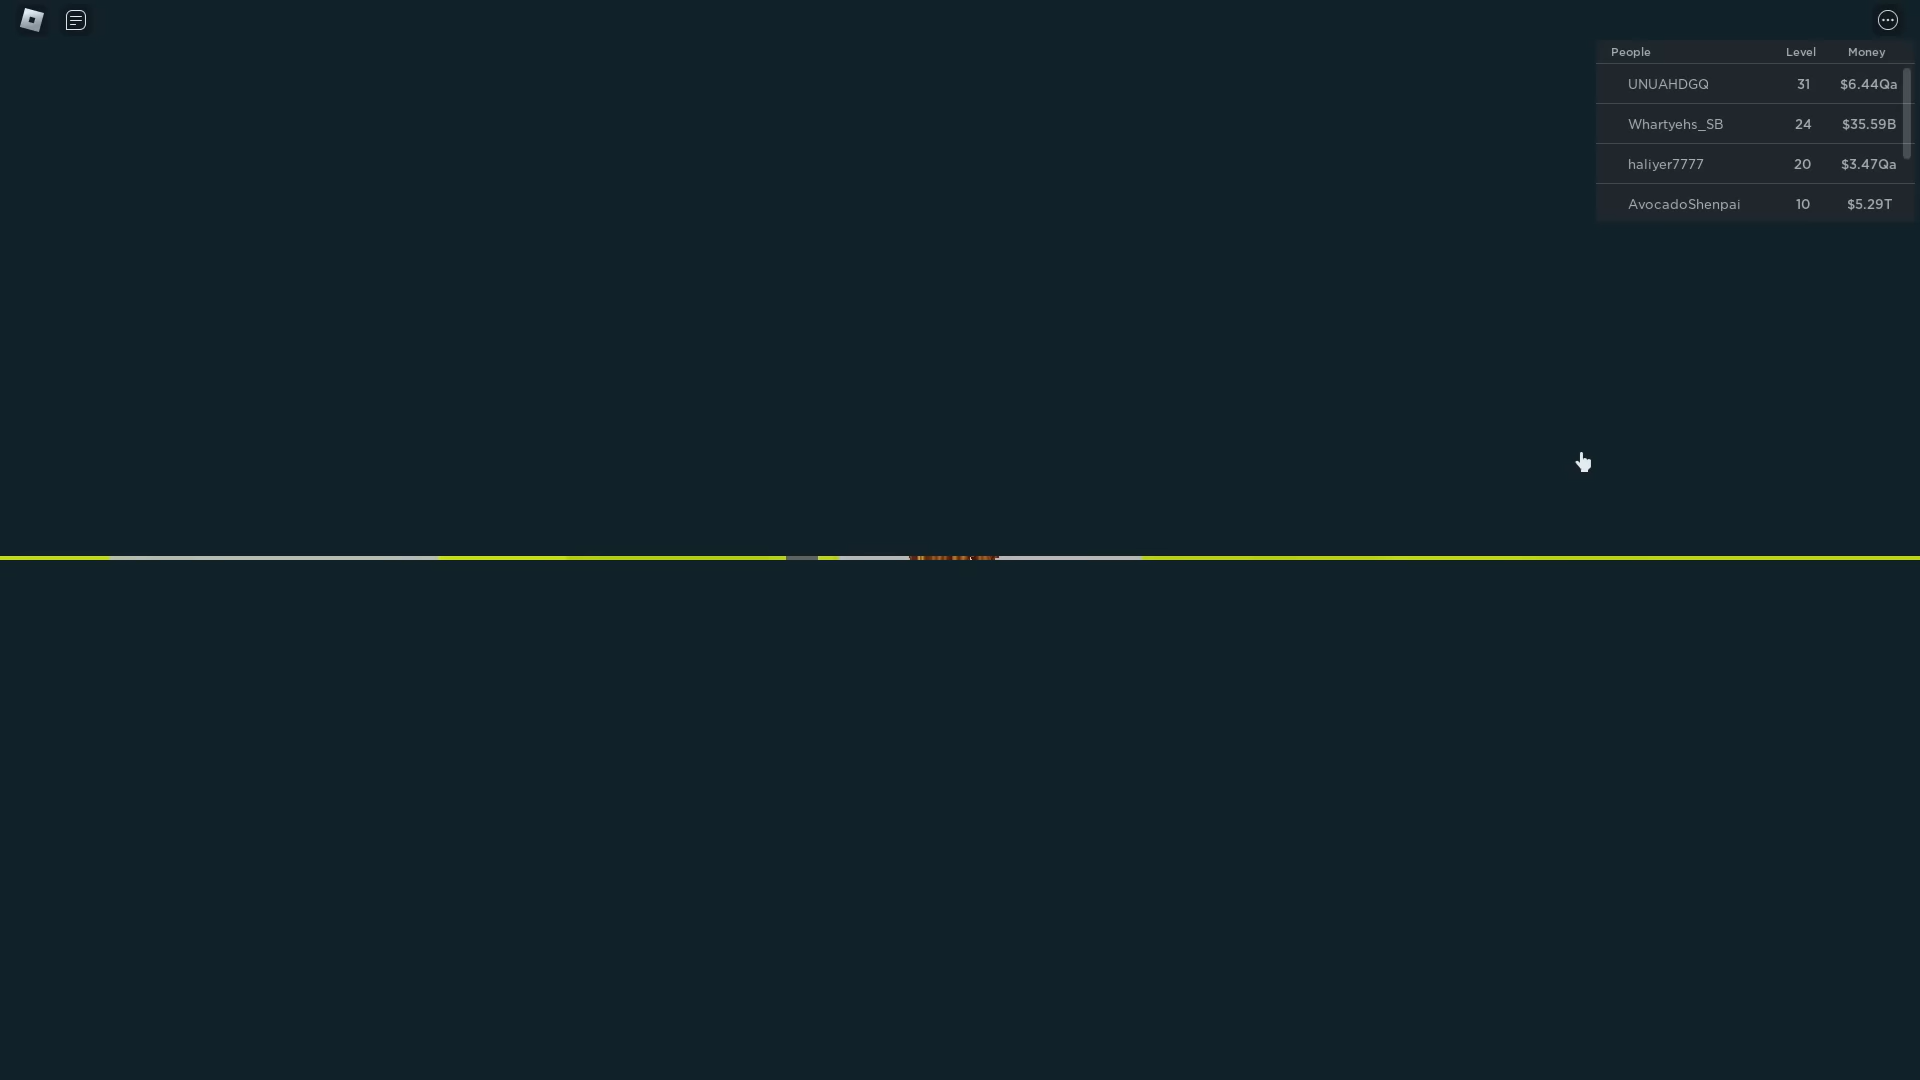 People Level Money
UNUAHDGQ 31 $6.44Qa
Whartyehs_SB 24 $35.59B
haliyer7777 20 $3.47Qa
AvocadoShenpai 10 $5.29T